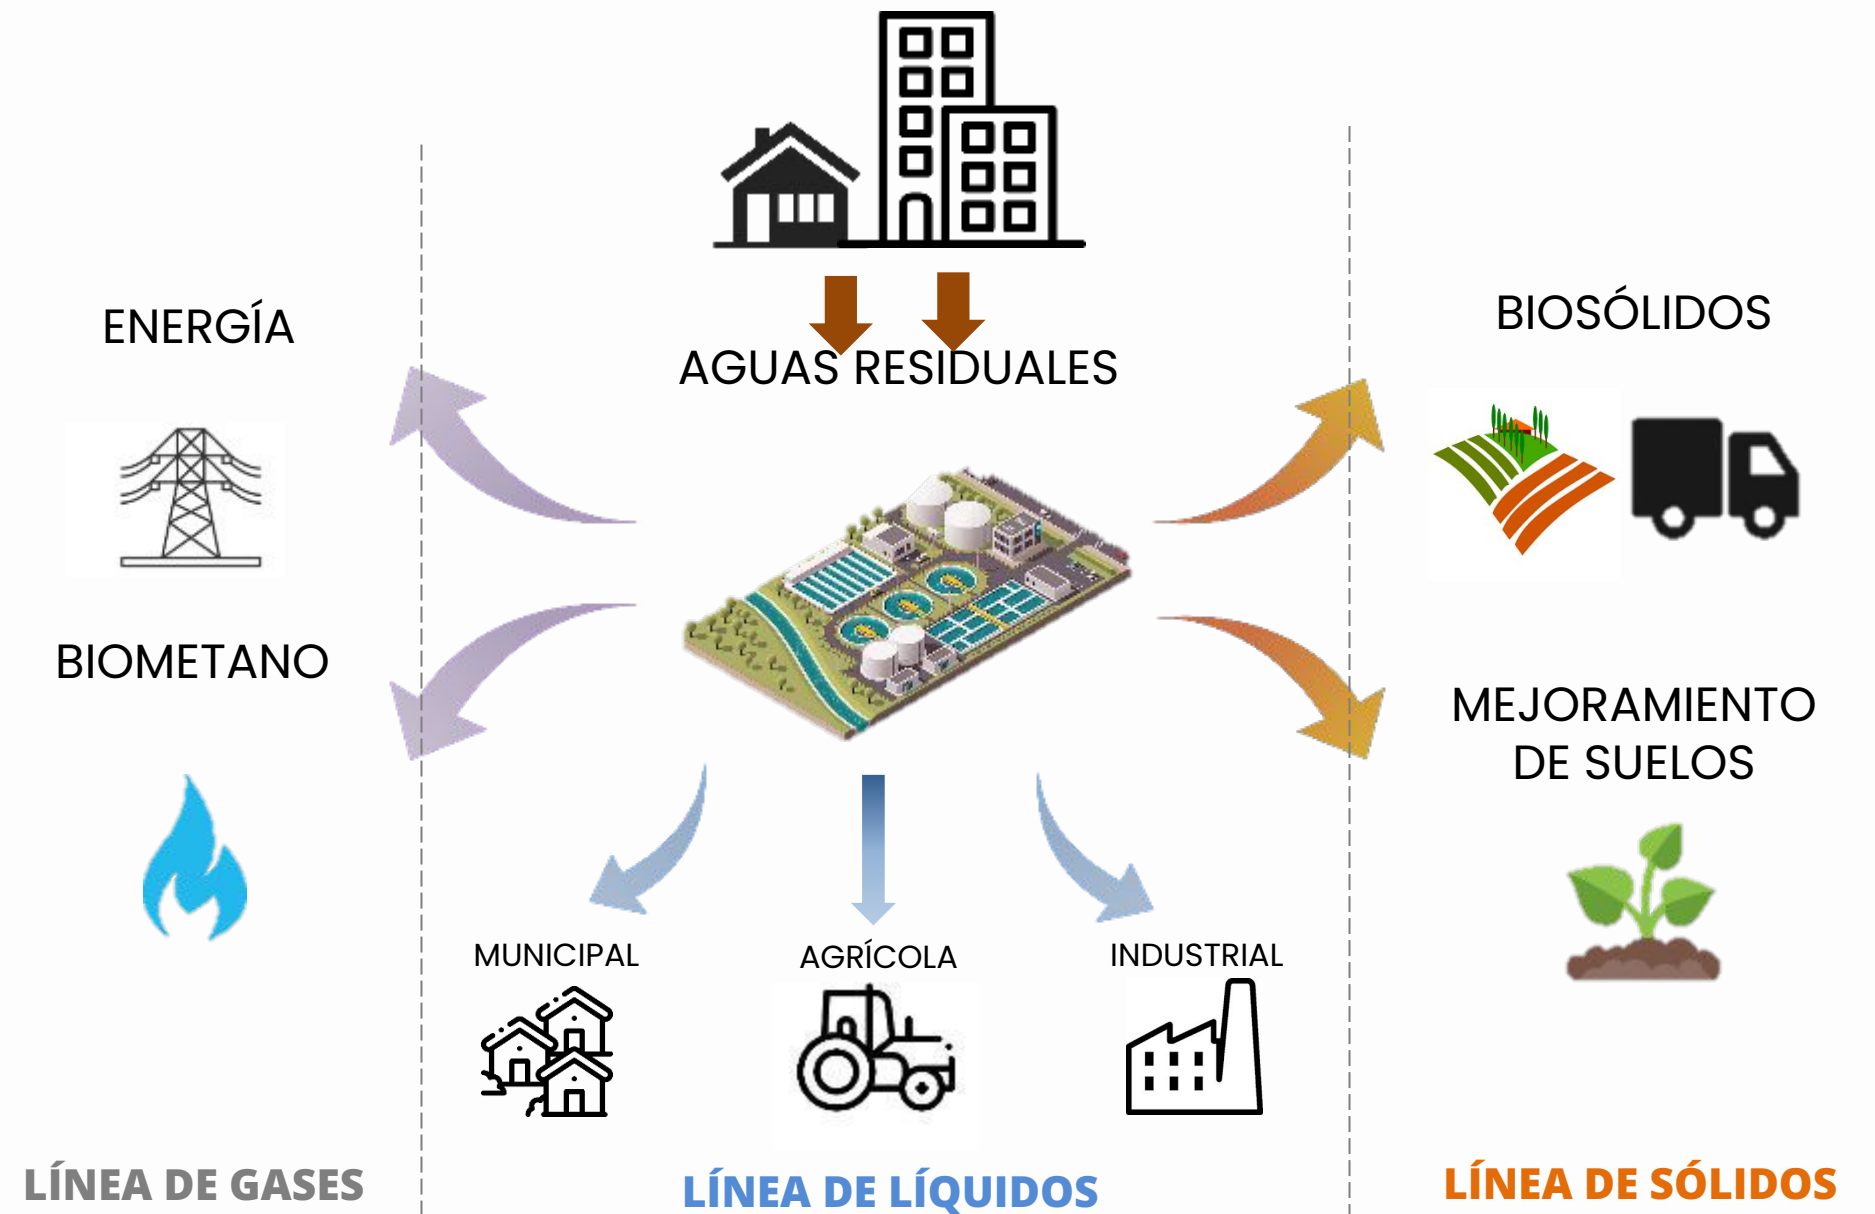 AGUAS RESIDUALES
ENERGÍA
BIOMETANO
BIOSÓLIDOS
MEJORAMIENTO
DE SUELOS
MUNICIPAL
AGRÍCOLA
INDUSTRIAL
LÍNEA DE GASES
LÍNEA DE LÍQUIDOS
LÍNEA DE SÓLIDOS